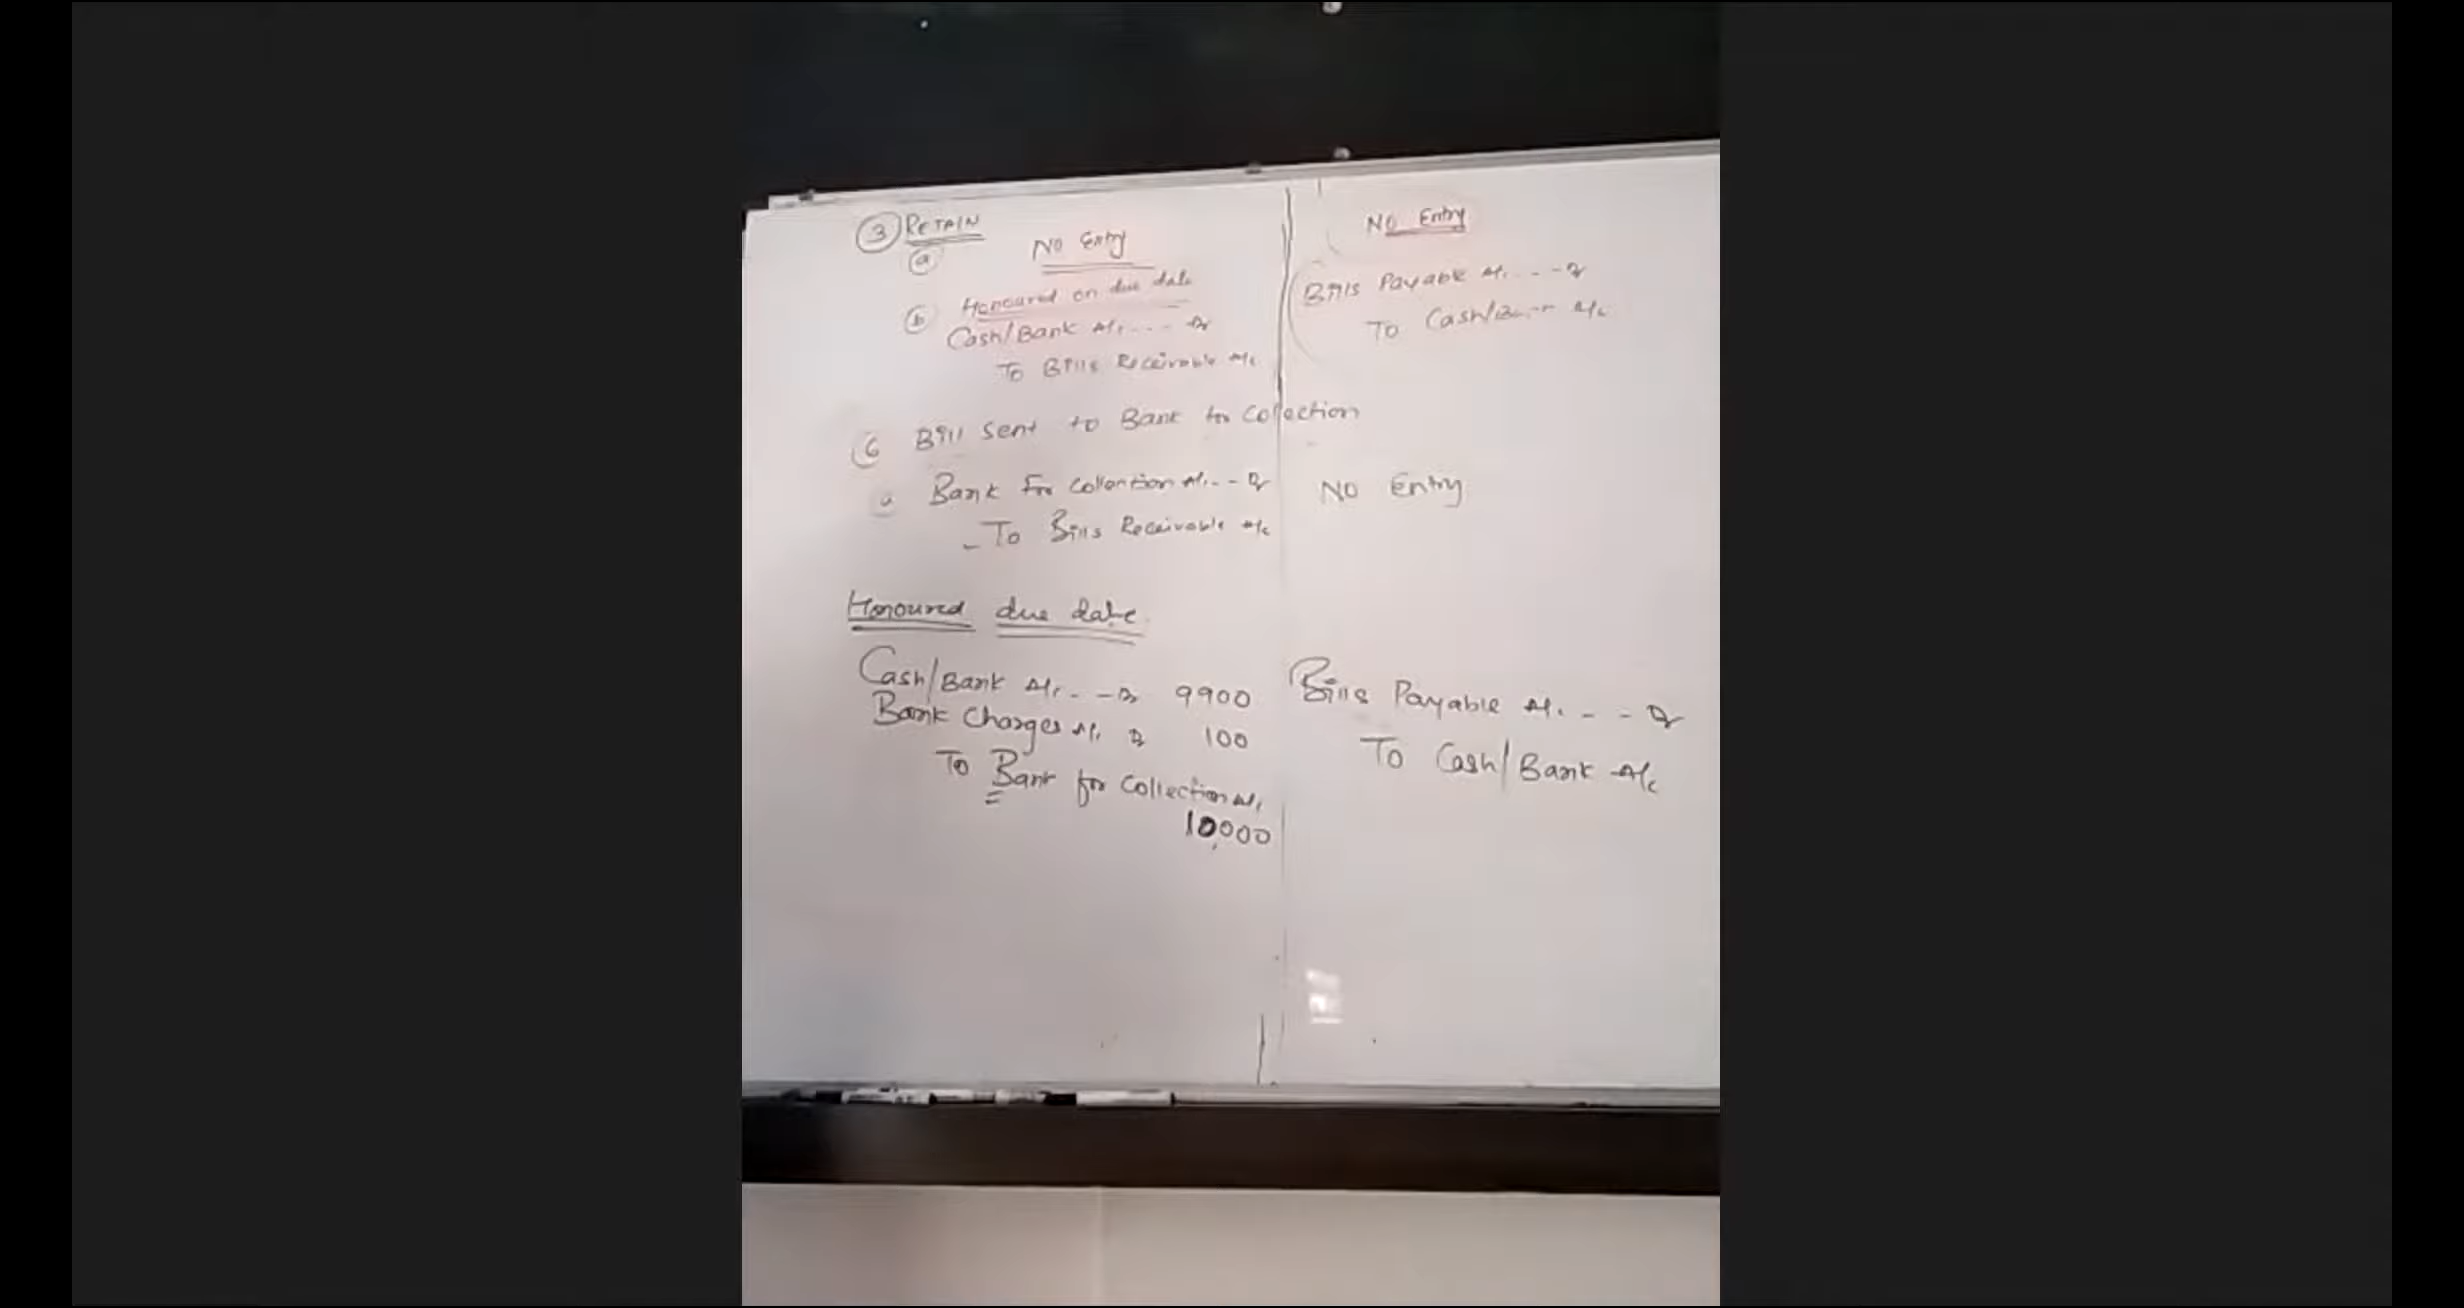 3 RETAIN
a No Entry
b Honoured on due date
Cash/Bank A/c ... Dr
To Bills Receivable A/c
No Entry
Bills Payable A/c ... Dr
To Cash/Bank A/c
6 Bill Sent to Bank for Collection
a Bank For Collention A/c .. Dr
- To Bills Receivable A/c
No Entry
Honoured due date
Cash/Bank A/c - - Dr 9900
Bank Charges A/c Dr 100
To Bank for Collection A/c
10,000
Bills Payable A/c - - Dr
To Cash/Bank A/c